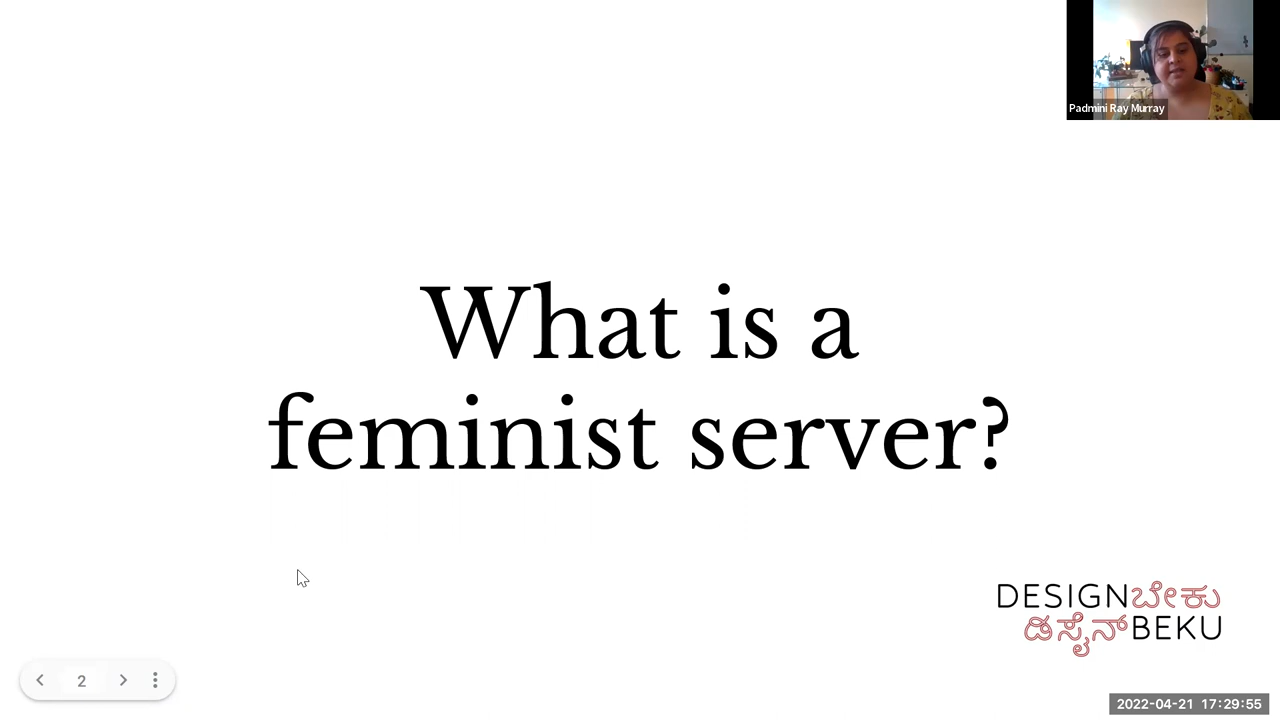 Padmini Ray Murray
What is a
feminist server?
DESIGNಬೇಕು
ಡಿಸೈನ್BEKU
2
2022-04-21 17:29:55